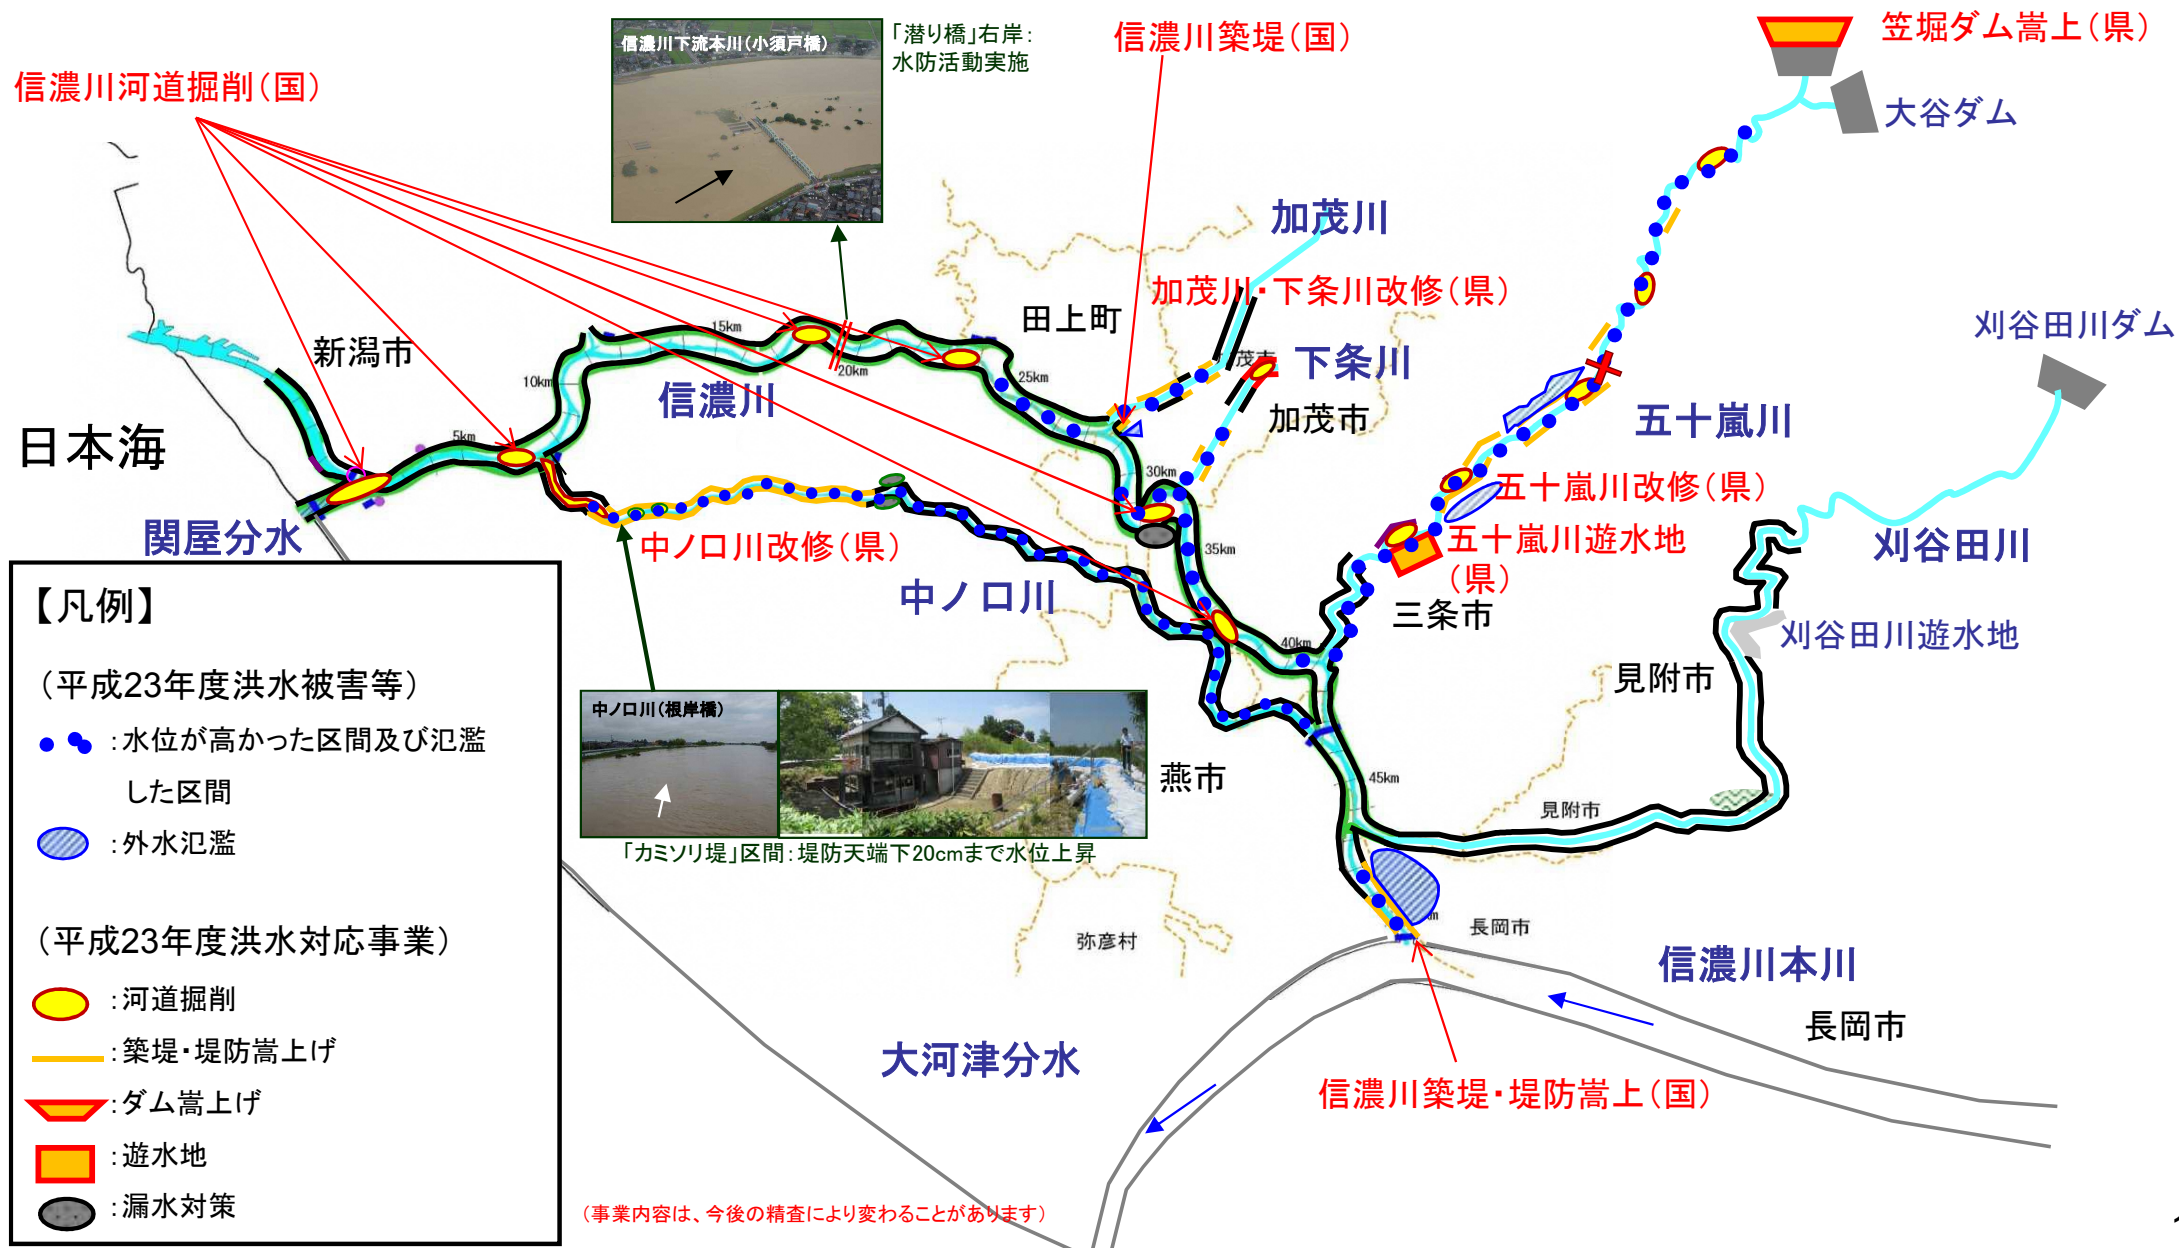 信濃川下流本川(小須戸橋)
「潜り橋」右岸:
水防活動実施
信濃川築堤(国)
笠堀ダム嵩上(県)
信濃川河道掘削(国)
大谷ダム
加茂川
加茂川・下条川改修(県)
田上町
刈谷田川ダム
新潟市
15km
20km
25km
10km
茂市
下条川
信濃川
加茂市
五十嵐川
日本海
5km
30km
五十嵐川改修(県)
関屋分水
中ノ口川改修(県)
35km
五十嵐川遊水地
(県)
刈谷田川
中ノ口川
三条市
40km
刈谷田川遊水地
見附市
中ノ口川(根岸橋)
燕市
45km
見附市
「カミソリ堤」区間:堤防天端下20cmまで水位上昇
弥彦村
長岡市
信濃川本川
長岡市
大河津分水
信濃川築堤・堤防嵩上(国)
【凡例】
(平成23年度洪水被害等)
:水位が高かった区間及び氾濫
した区間
:外水氾濫
(平成23年度洪水対応事業)
:河道掘削
:築堤・堤防嵩上げ
:ダム嵩上げ
:遊水地
:漏水対策
(事業内容は、今後の精査により変わることがあります)